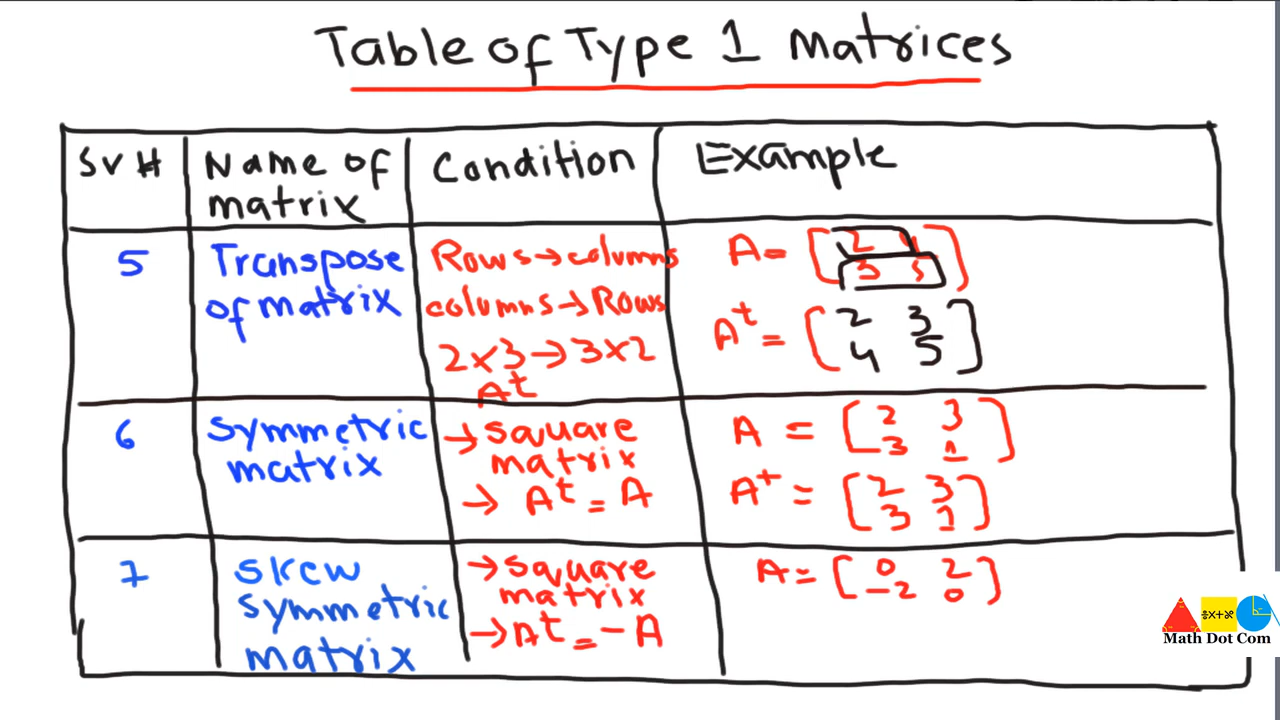 Table of Type 1 Matrices
Sr # Name of matrix Condition Example
5 Transpose of matrix
Rows → columns
columns → Rows
2×3 → 3×2
Aᵗ
A = [2 4
3 5]
Aᵗ = [2 3
4 5]
6 Symmetric matrix
→ square matrix
→ Aᵗ = A
A = [2 3
3 1]
Aᵗ = [2 3
3 1]
7 Skew symmetric matrix
→ square matrix
→ Aᵗ = -A
A = [0 2
-2 0]
Math Dot Com